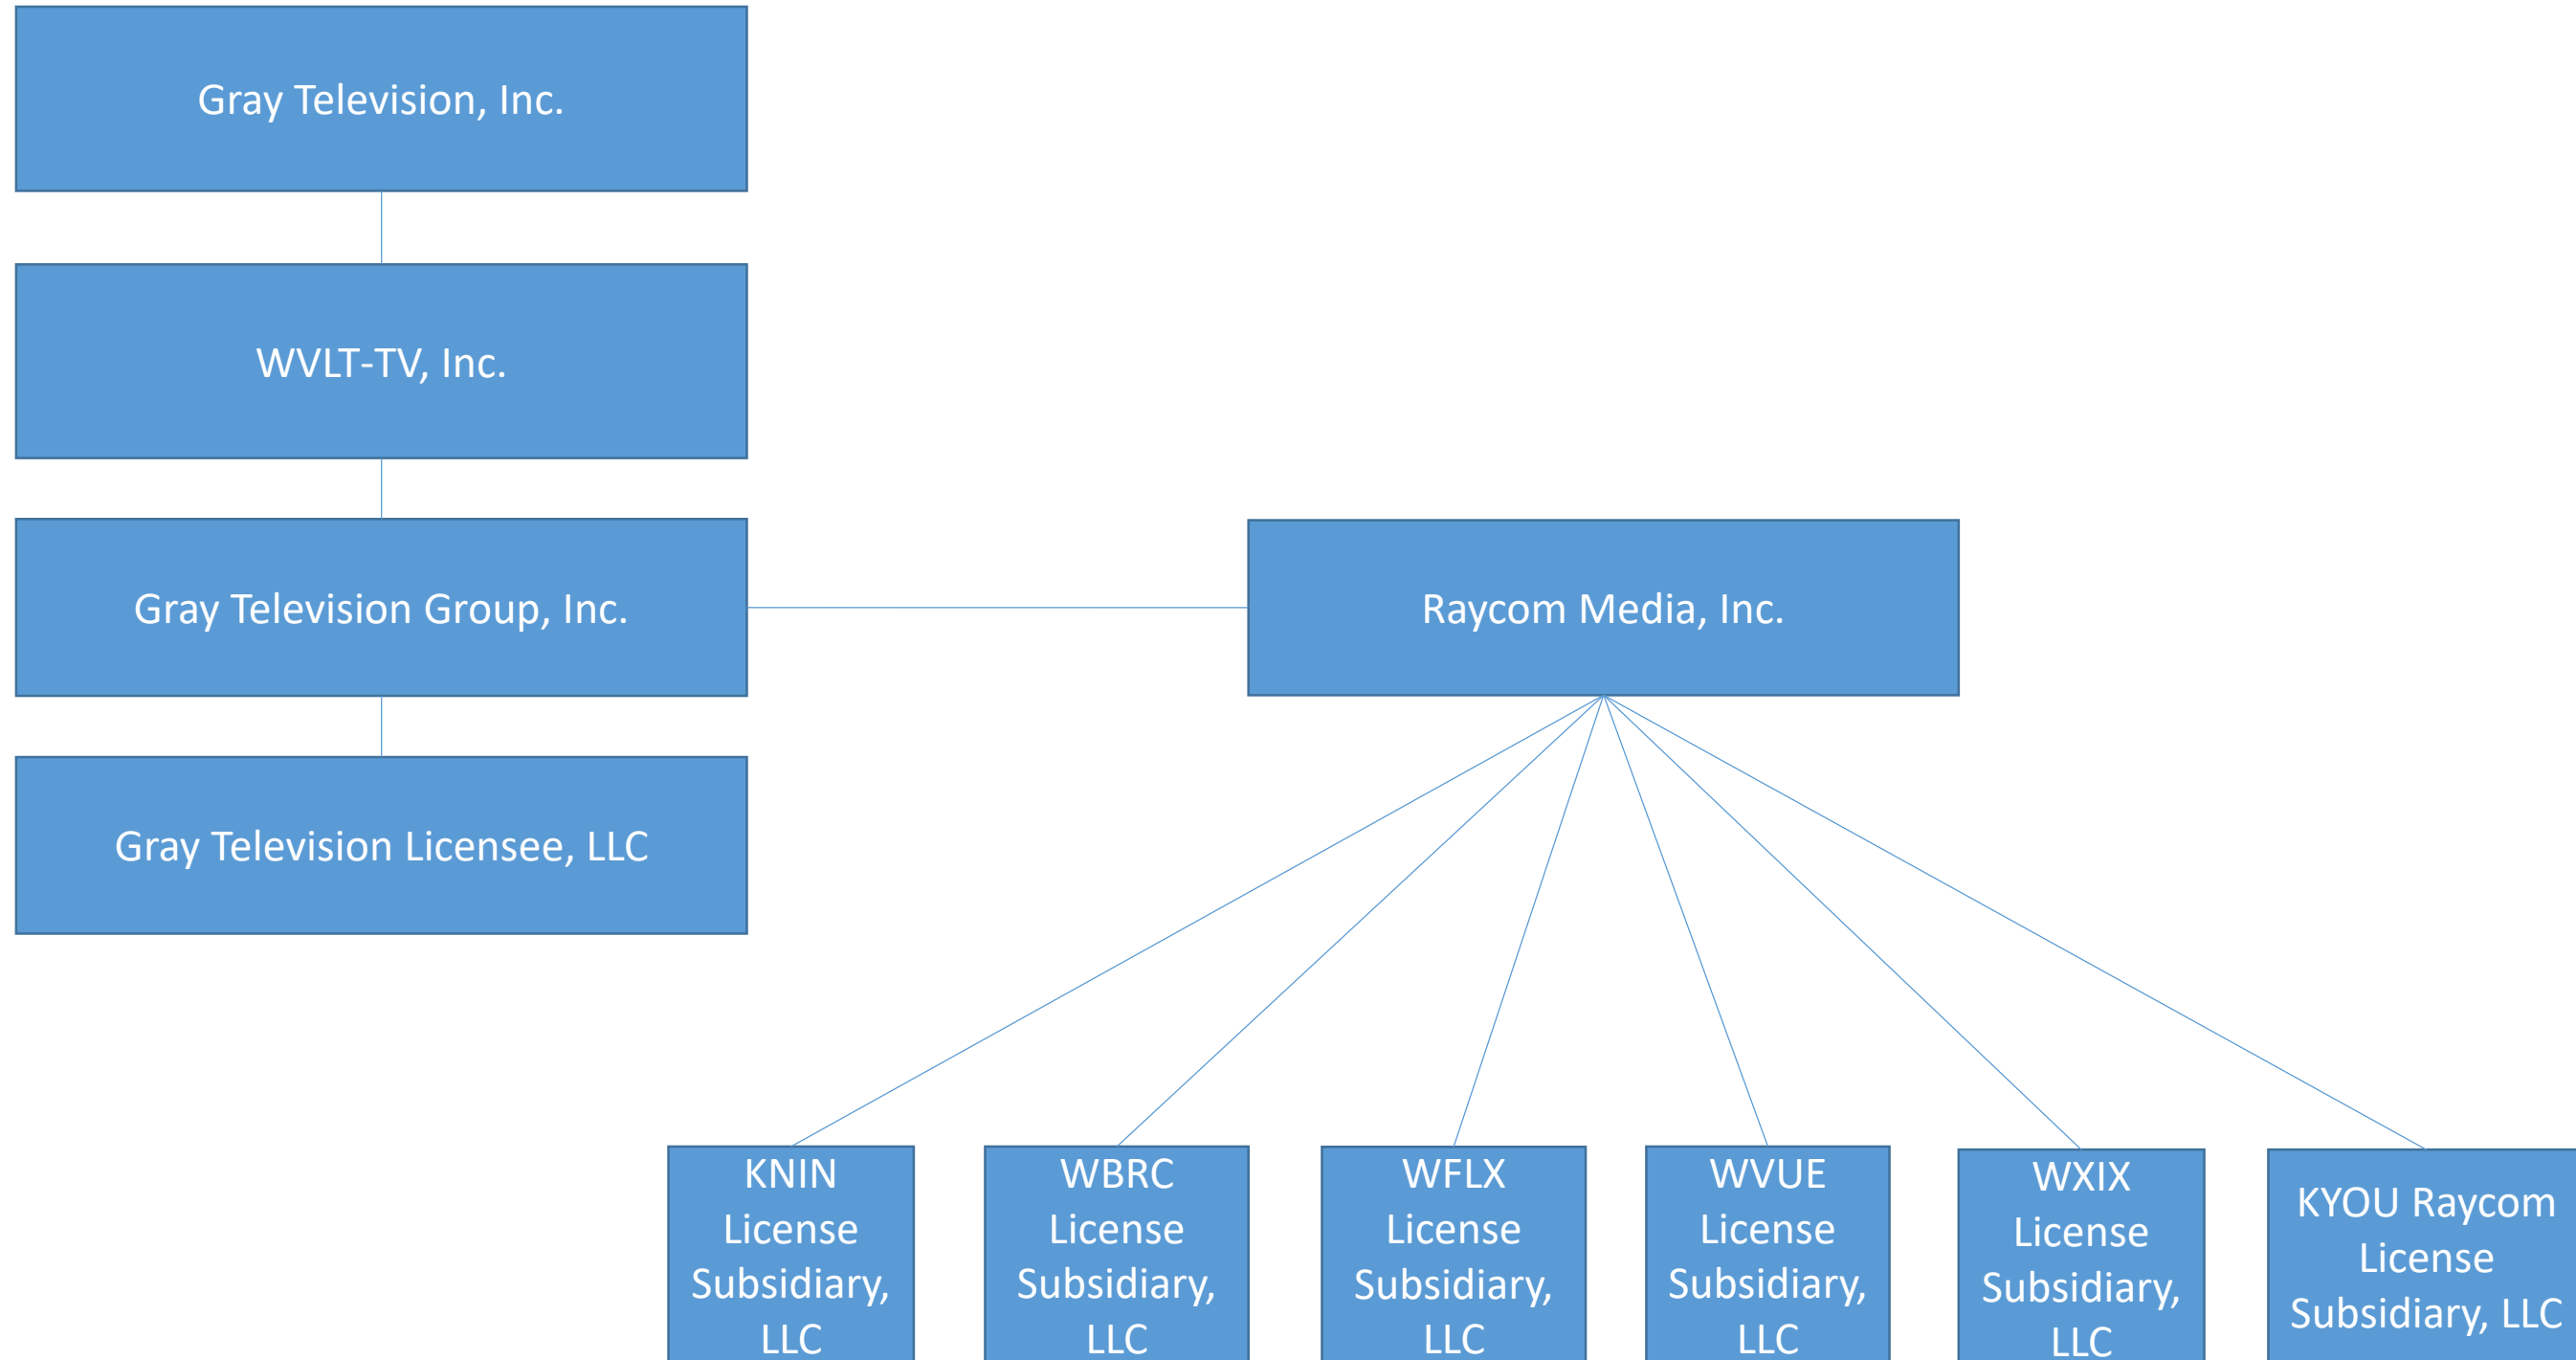 Gray Television, Inc.
WVLT-TV, Inc.
Gray Television Group, Inc.
Raycom Media, Inc.
Gray Television Licensee, LLC
KNIN
License
Subsidiary,
LLC
WBRC
License
Subsidiary,
LLC
WFLX
License
Subsidiary,
LLC
WVUE
License
Subsidiary,
LLC
WXIX
License
Subsidiary,
LLC
KYOU Raycom
License
Subsidiary, LLC